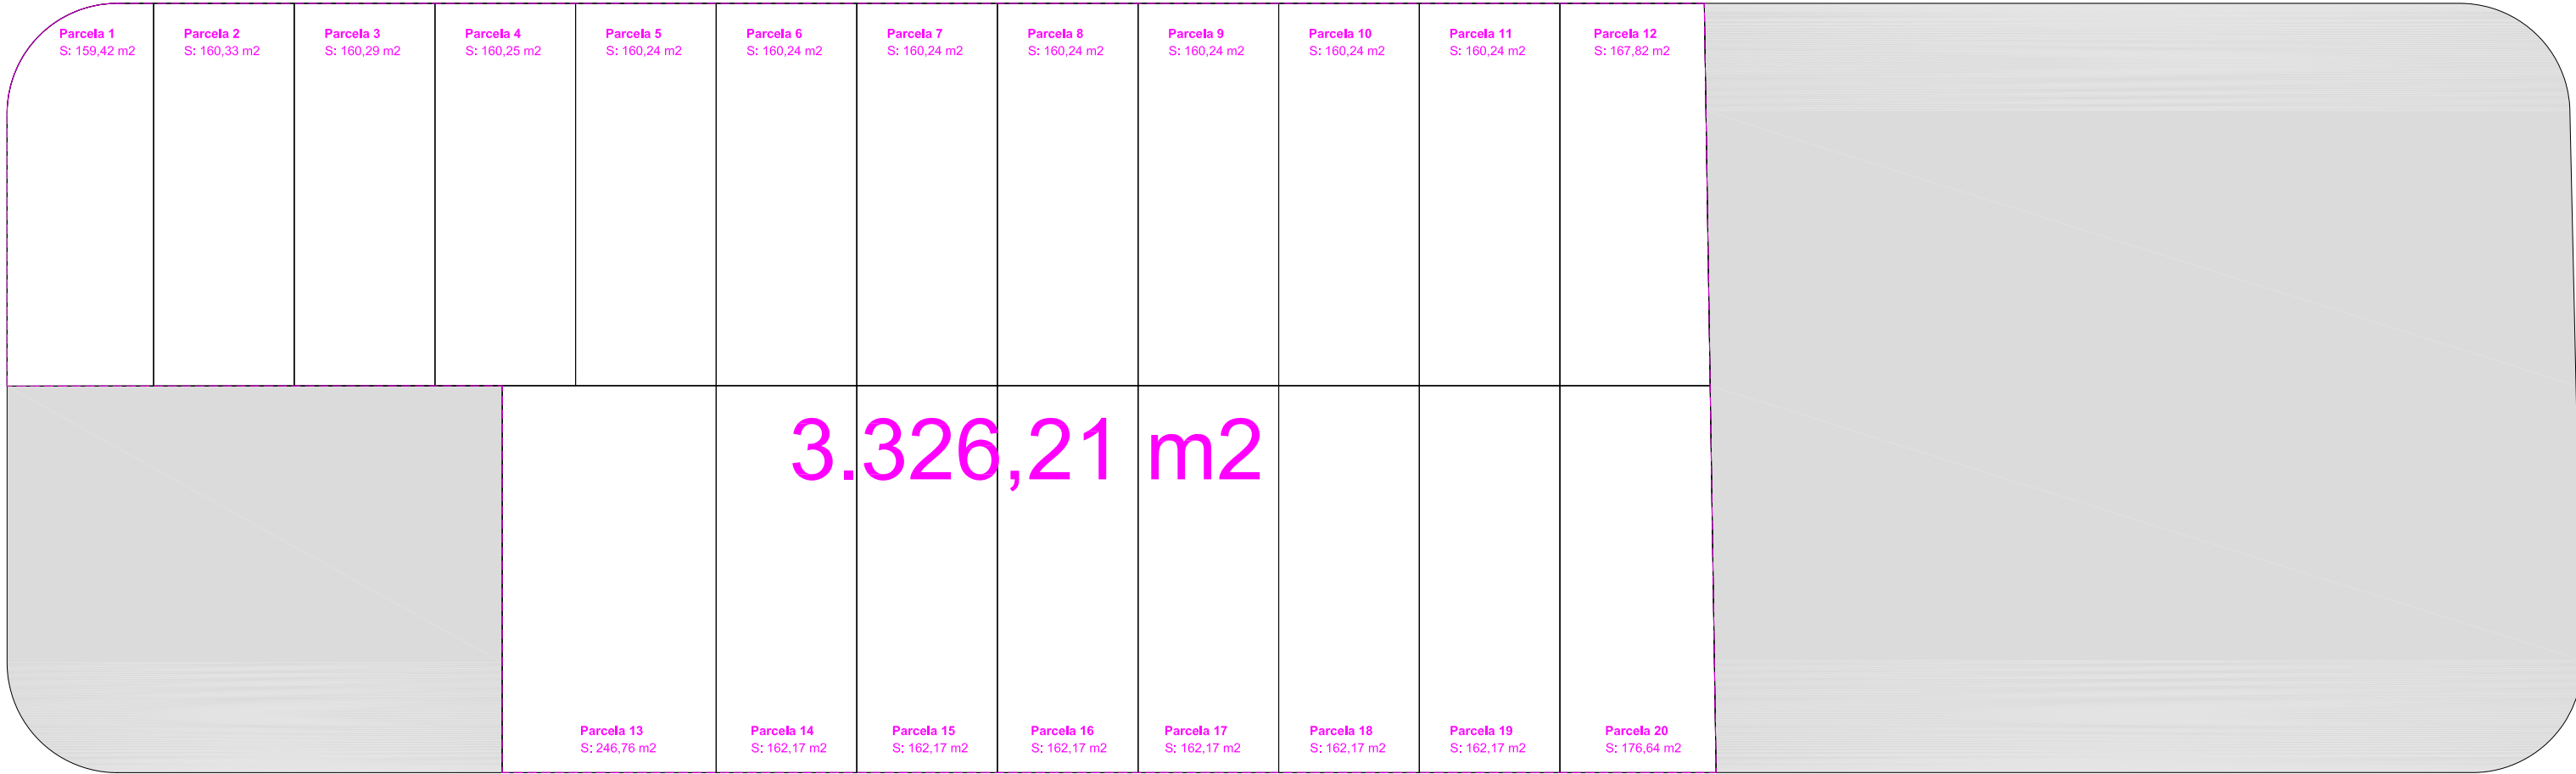 Parcela 1
S: 159,42 m2
Parcela 2
S: 160,33 m2
Parcela 3
S: 160,29 m2
Parcela 4
S: 160,25 m2
Parcela 5
S: 160,24 m2
Parcela 6
S: 160,24 m2
Parcela 7
S: 160,24 m2
Parcela 8
S: 160,24 m2
Parcela 9
S: 160,24 m2
Parcela 10
S: 160,24 m2
Parcela 11
S: 160,24 m2
Parcela 12
S: 167,82 m2
3.326,21 m2
Parcela 13
S: 246,76 m2
Parcela 14
S: 162,17 m2
Parcela 15
S: 162,17 m2
Parcela 16
S: 162,17 m2
Parcela 17
S: 162,17 m2
Parcela 18
S: 162,17 m2
Parcela 19
S: 162,17 m2
Parcela 20
S: 176,64 m2